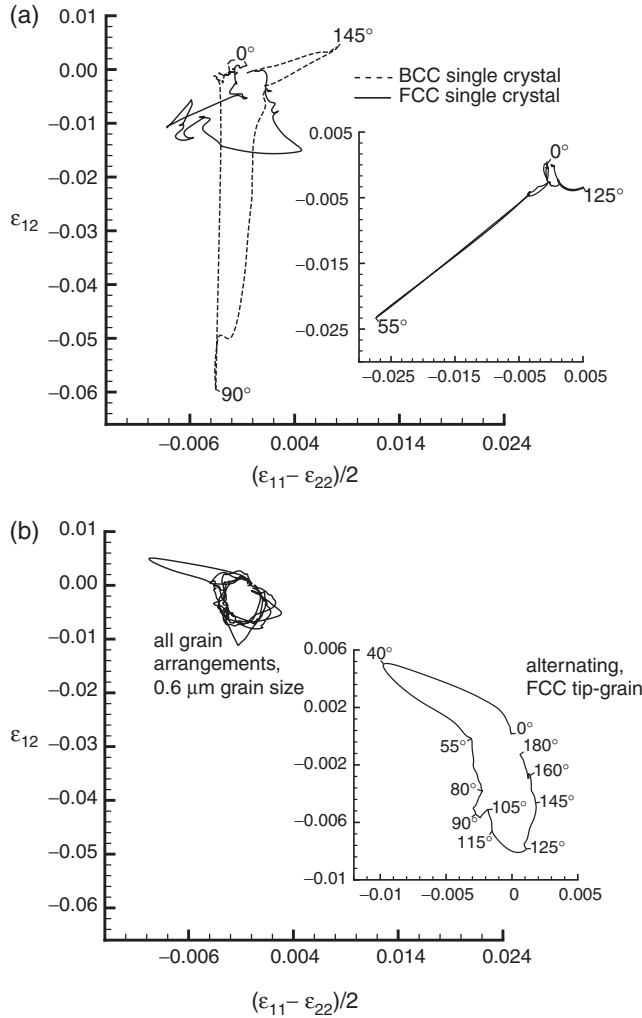 (a)
0.01
0.00
−0.01
−0.02
−0.03
−0.04
−0.05
−0.06
ε12
0°
145°
90°
BCC single crystal
FCC single crystal
0.005
−0.005
−0.015
−0.025
0°
125°
55°
−0.025 −0.015 −0.005 0.005
−0.006 0.004 0.014 0.024
(ε11− ε22)/2
(b)
0.01
0.00
−0.01
−0.02
−0.03
−0.04
−0.05
−0.06
ε12
all grain
arrangements,
0.6 μm grain size
0.006
0.002
−0.002
−0.006
−0.01
alternating,
FCC tip-grain
40°
0°
55°
180°
160°
80°
105°
145°
90°
115°
125°
−0.01 −0.005 0 0.005
−0.006 0.004 0.014 0.024
(ε11− ε22)/2